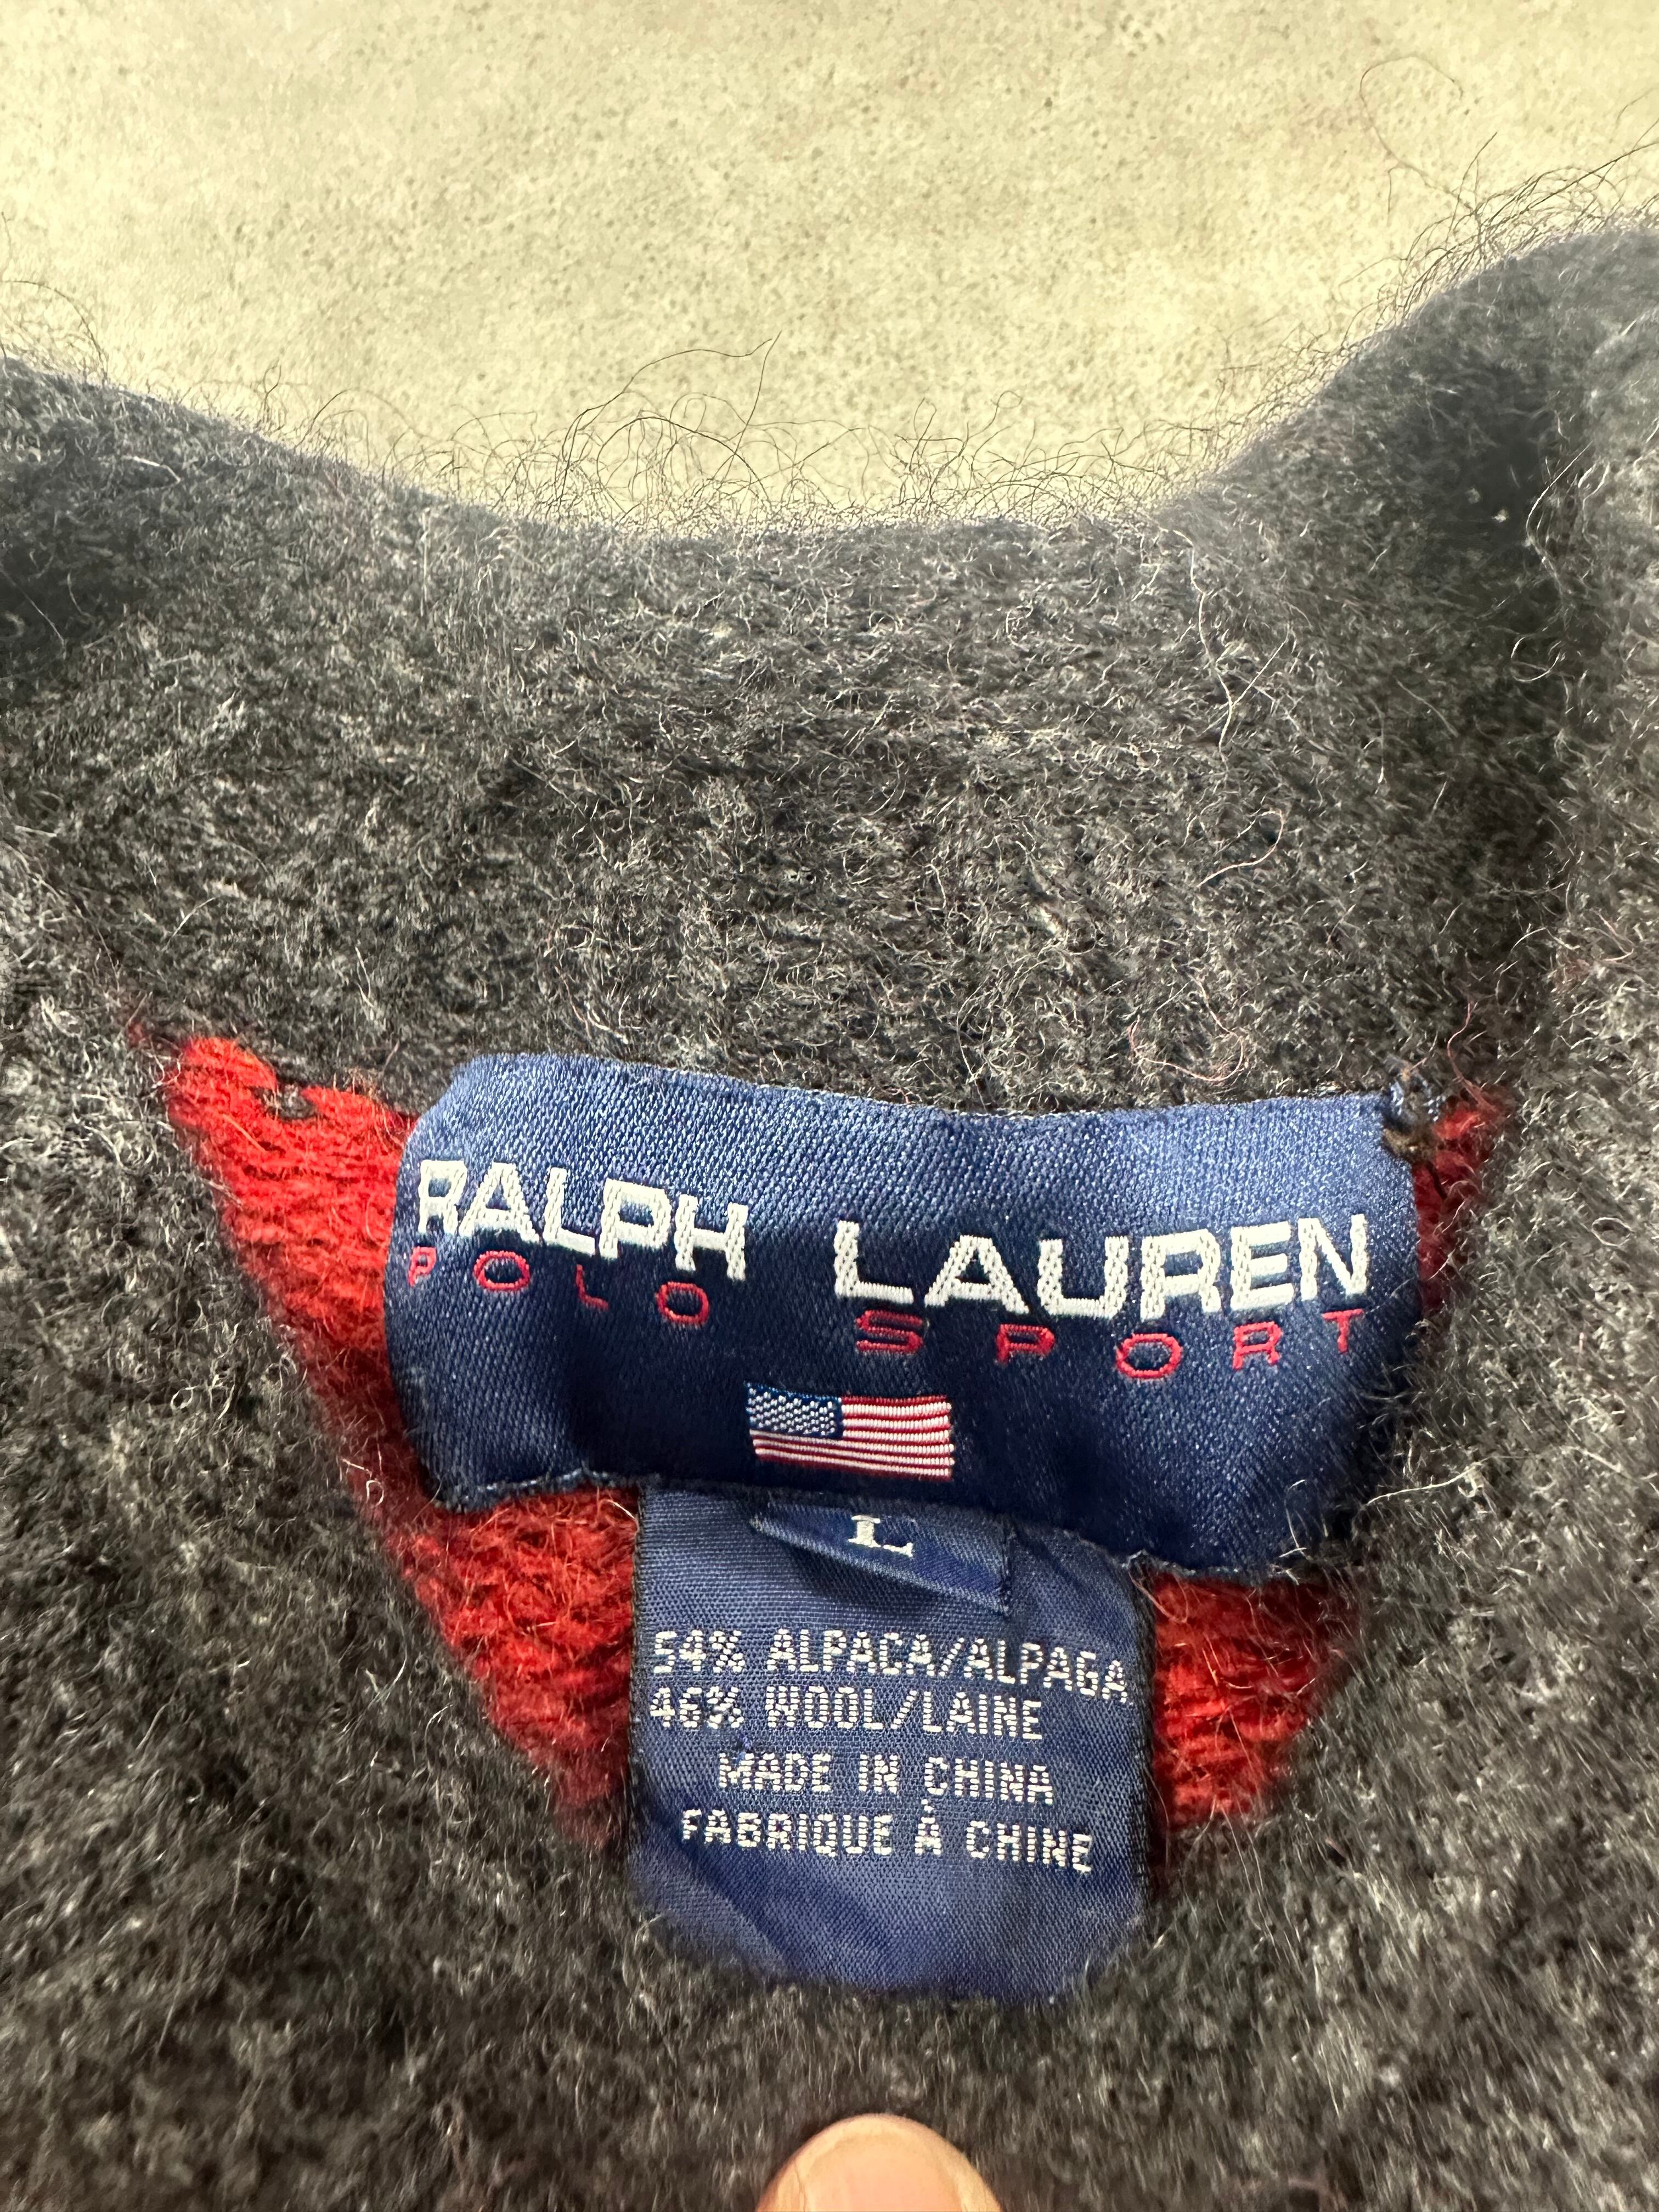 RALPH LAUREN
POLO SPORT
L
54% ALPACA/ALPAGA
46% WOOL/LAINE
MADE IN CHINA
FABRIQUE À CHINE